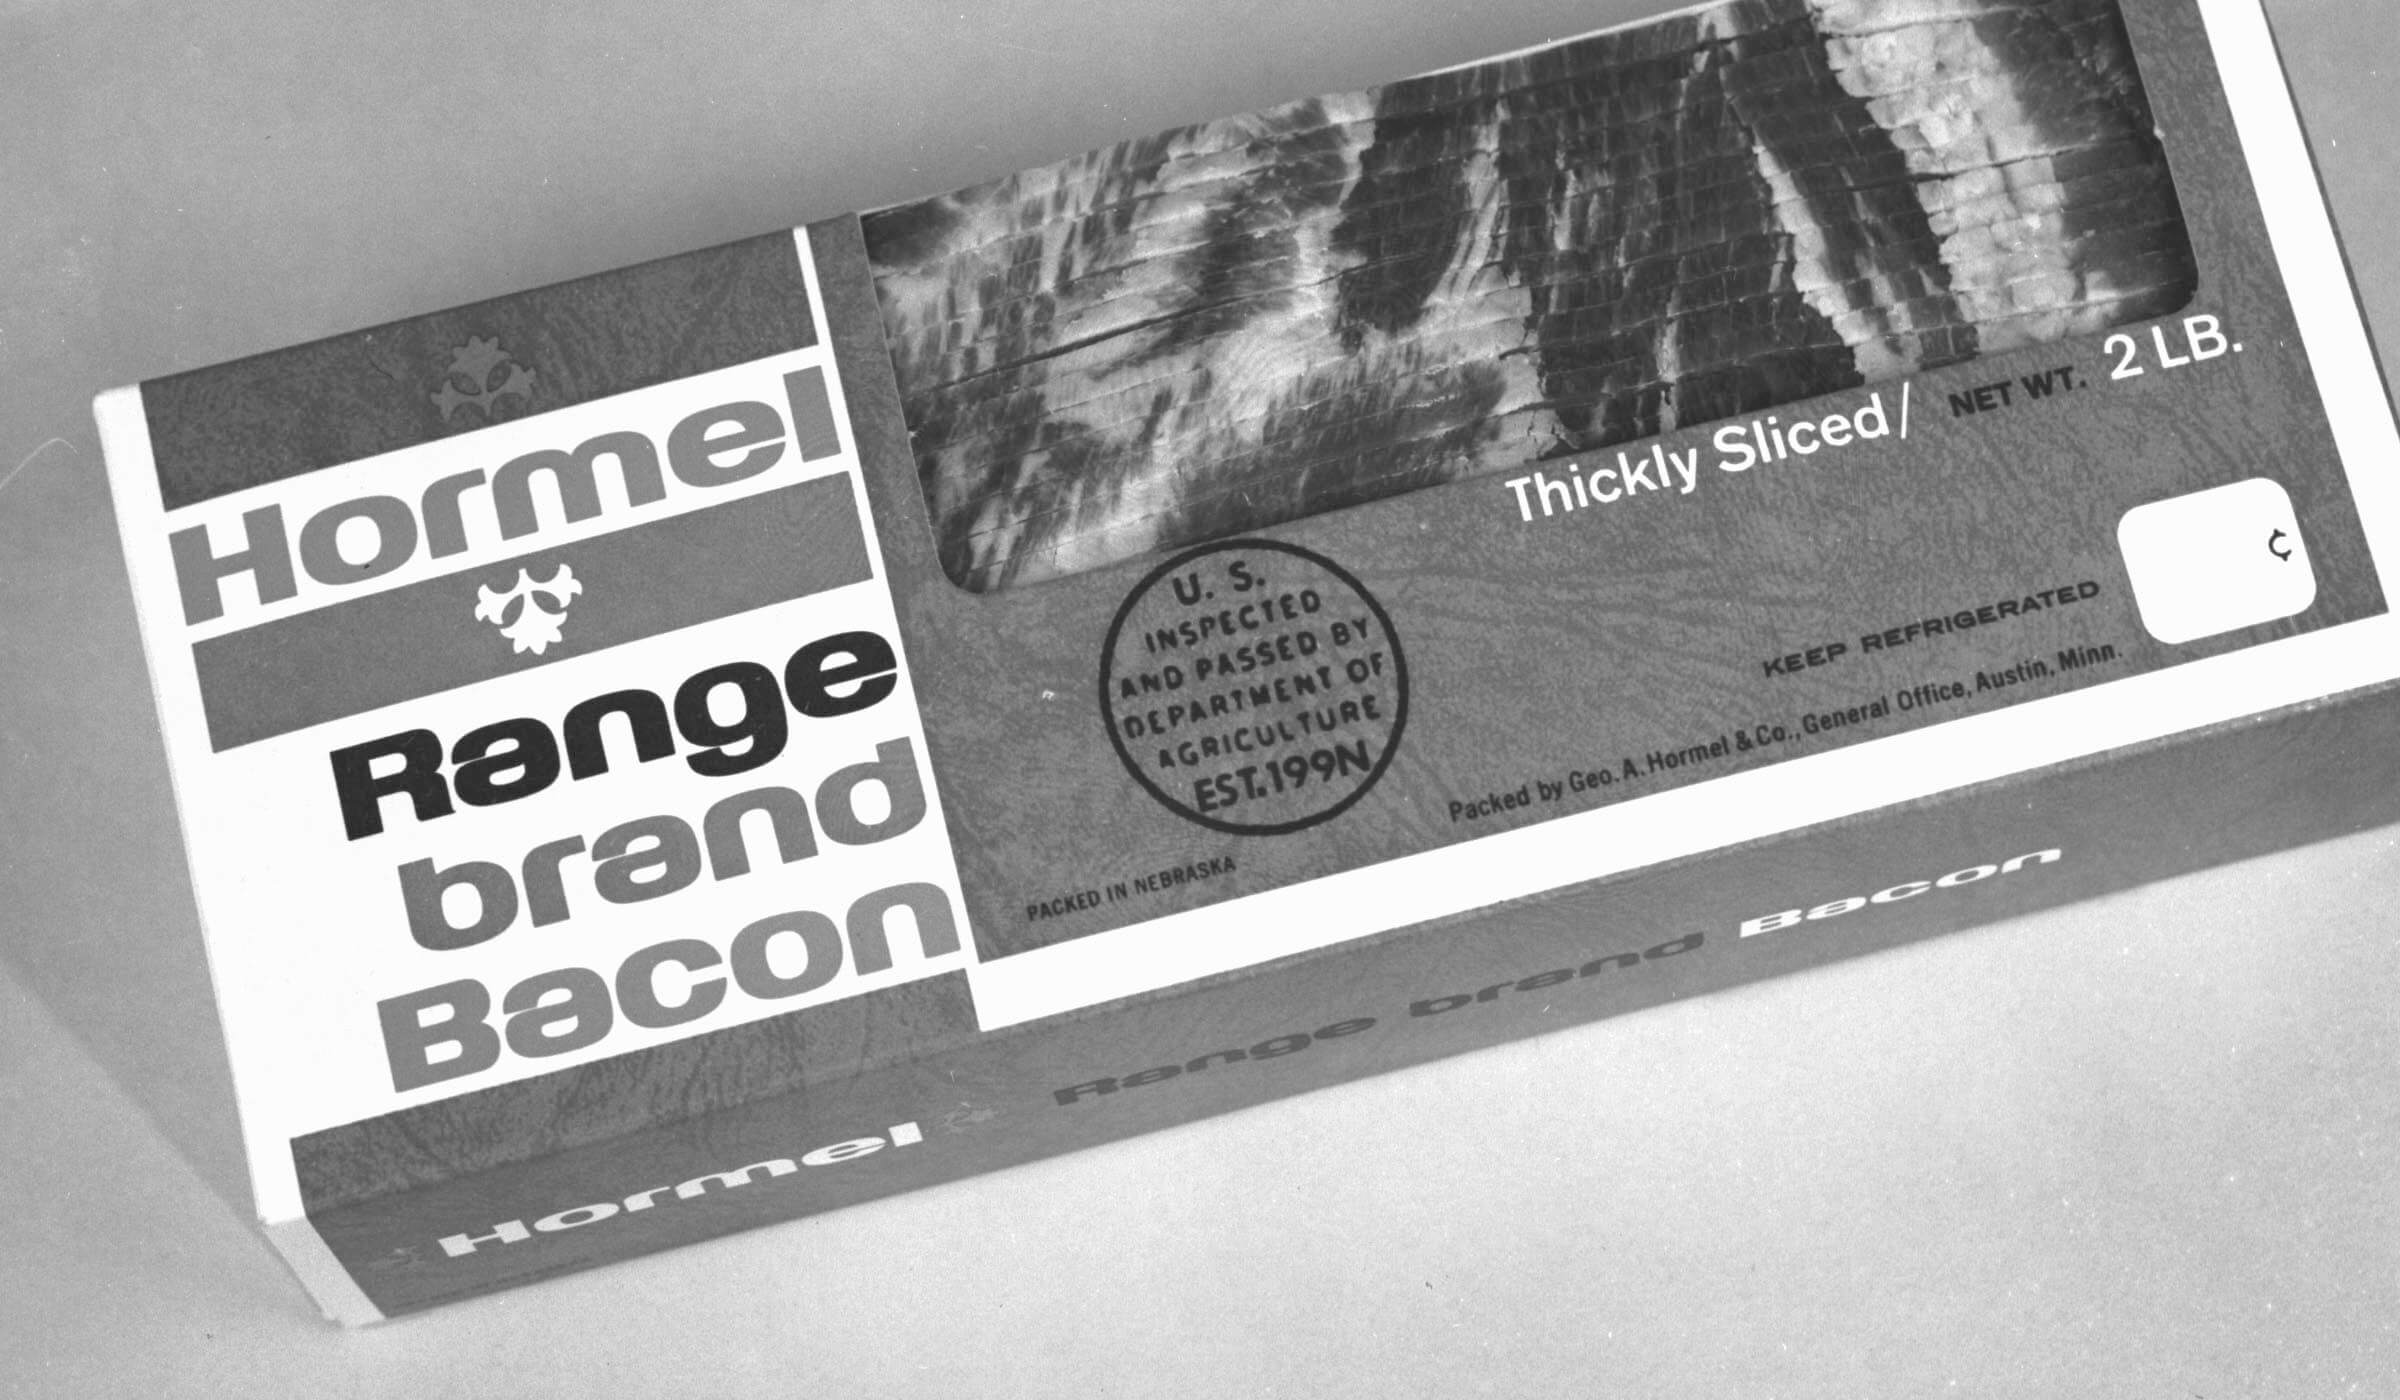 Hormel
Range
brand
Bacon
Thickly Sliced/ NET WT. 2 LB.
¢
U. S.
INSPECTED
AND PASSED BY
DEPARTMENT OF
AGRICULTURE
EST.199N
KEEP REFRIGERATED
Packed by Geo. A. Hormel & Co., General Office, Austin, Minn.
PACKED IN NEBRASKA
Hormel Range brand Bacon